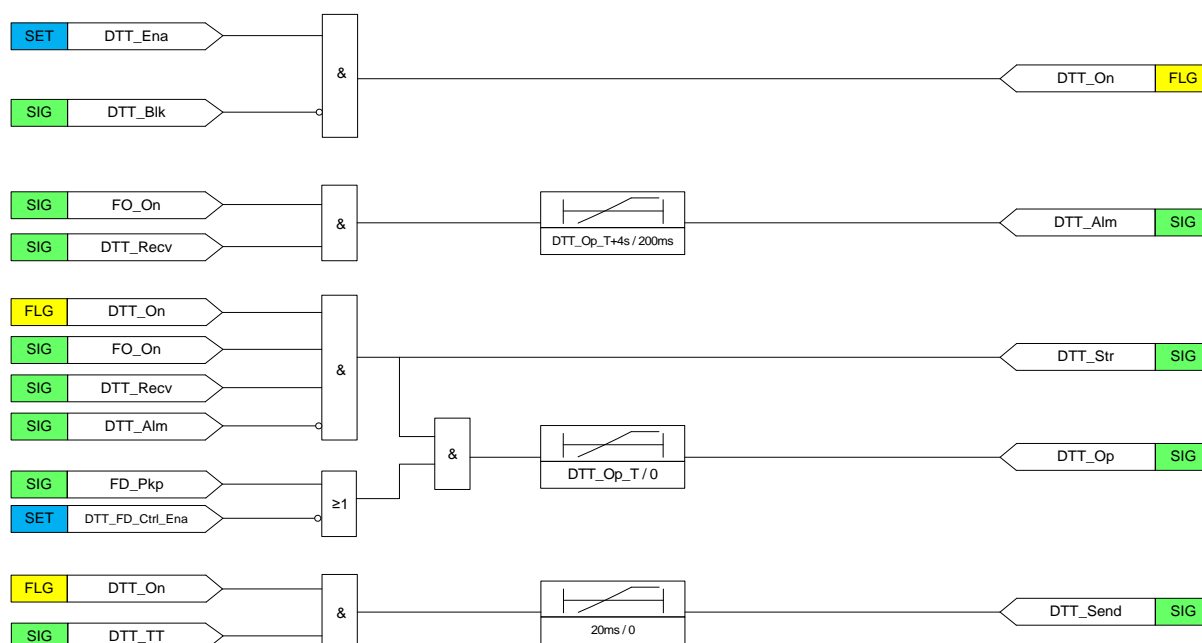 SET DTT_Ena
&
DTT_On FLG
SIG DTT_Blk
SIG FO_On
&
DTT_Alm SIG
SIG DTT_Recv
DTT_Op_T+4s / 200ms
FLG DTT_On
SIG FO_On
&
DTT_Str SIG
SIG DTT_Recv
SIG DTT_Alm
&
DTT_Op SIG
DTT_Op_T / 0
SIG FD_Pkp
≥1
SET DTT_FD_Ctrl_Ena
FLG DTT_On
&
DTT_Send SIG
20ms / 0
SIG DTT_TT